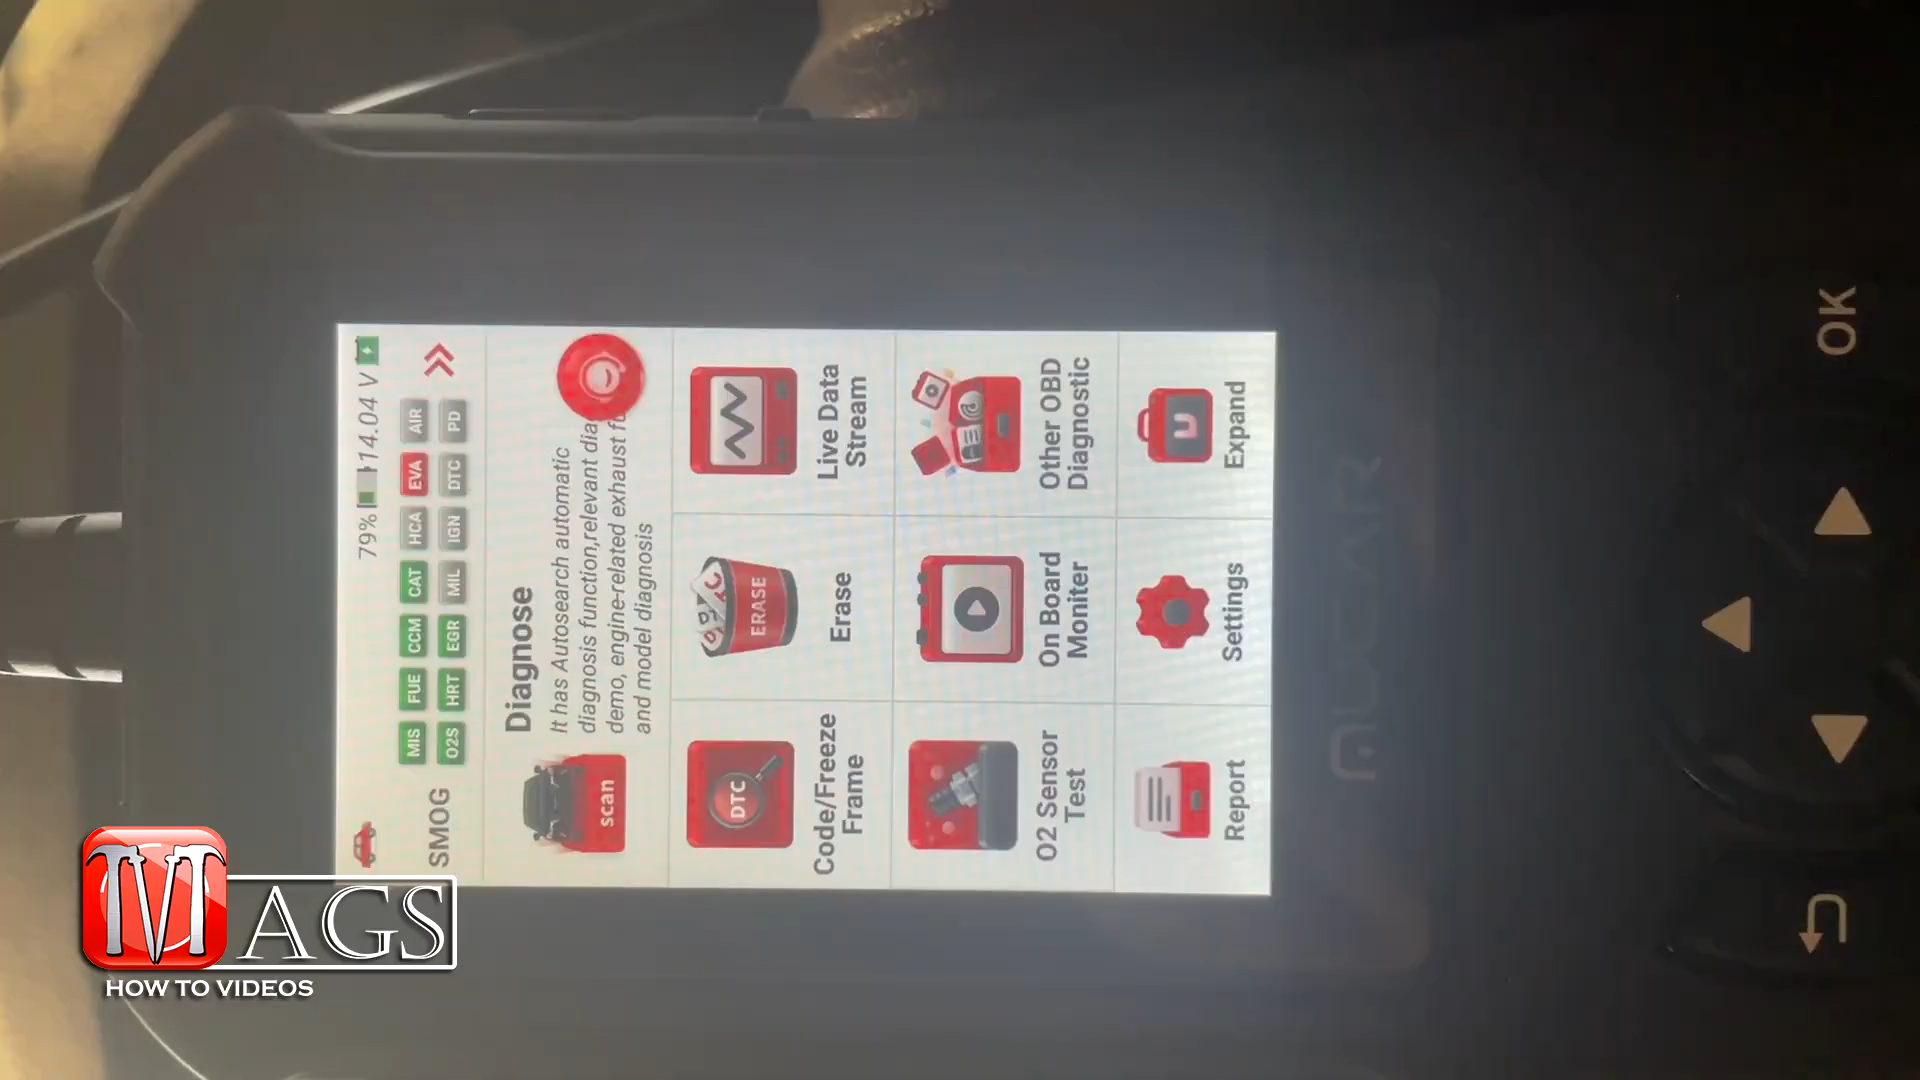 79%
14.04 V
SMOG
MIS FUE CCM CAT HCA EVA AIR
O2S HRT EGR MIL IGN DTC PD
Diagnose
It has Autosearch automatic
diagnosis function,relevant dia
demo, engine-related exhaust
and model diagnosis
scan
DTC
Code/Freeze
Frame
ERASE
Erase
Live Data
Stream
O2 Sensor
Test
On Board
Moniter
Other OBD
Diagnostic
Report
Settings
Expand
MUCAR
OK
MAGS
HOW TO VIDEOS